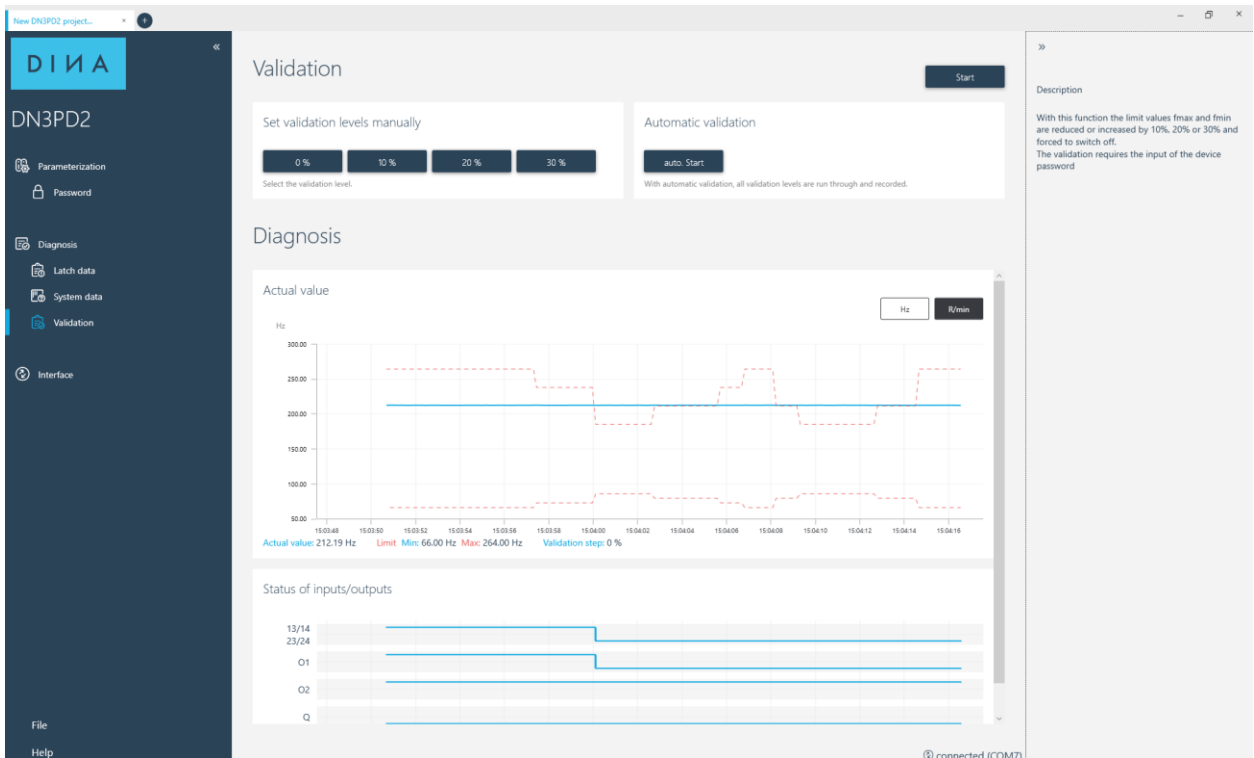 New DN3PD2 project...
DINA
DN3PD2
Parameterization
Password
Diagnosis
Latch data
System data
Validation
Interface
File
Help
Validation
Start
Set validation levels manually
0 %
10 %
20 %
30 %
Select the validation level.
Automatic validation
auto. Start
With automatic validation, all validation levels are run through and recorded.
Diagnosis
Actual value
Hz
R/min
Hz
300.00
250.00
200.00
150.00
100.00
50.00
15:03:48
15:03:50
15:03:52
15:03:54
15:03:56
15:03:58
15:04:00
15:04:02
15:04:04
15:04:06
15:04:08
15:04:10
15:04:12
15:04:14
15:04:16
Actual value: 212.19 Hz Limit Min: 66.00 Hz Max: 264.00 Hz Validation step: 0 %
Status of inputs/outputs
13/14
23/24
O1
O2
Q
connected (COM7)
Description
With this function the limit values fmax and fmin
are reduced or increased by 10%. 20% or 30% and
forced to switch off.
The validation requires the input of the device
password